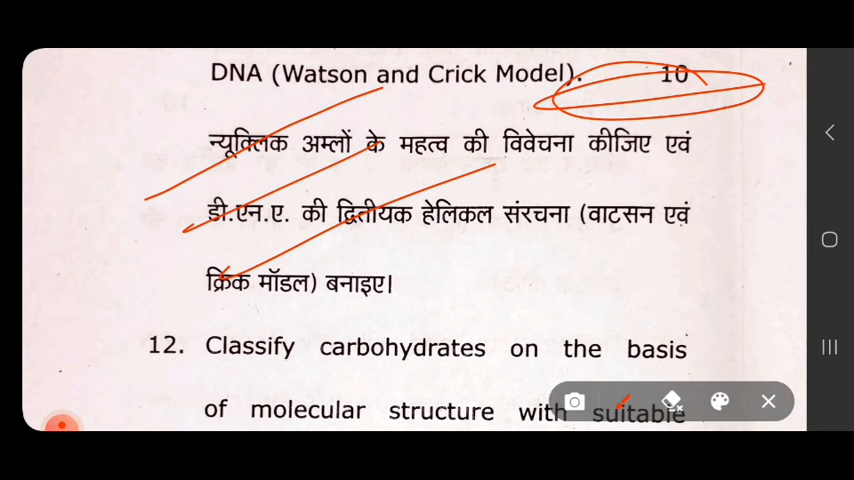 DNA (Watson and Crick Model). 10
न्यूक्लिक अम्लों के महत्व की विवेचना कीजिए एवं
डी.एन.ए. की द्वितीयक हेलिकल संरचना (वाटसन एवं
क्रिक मॉडल) बनाइए।
12. Classify carbohydrates on the basis
of molecular structure with suitable